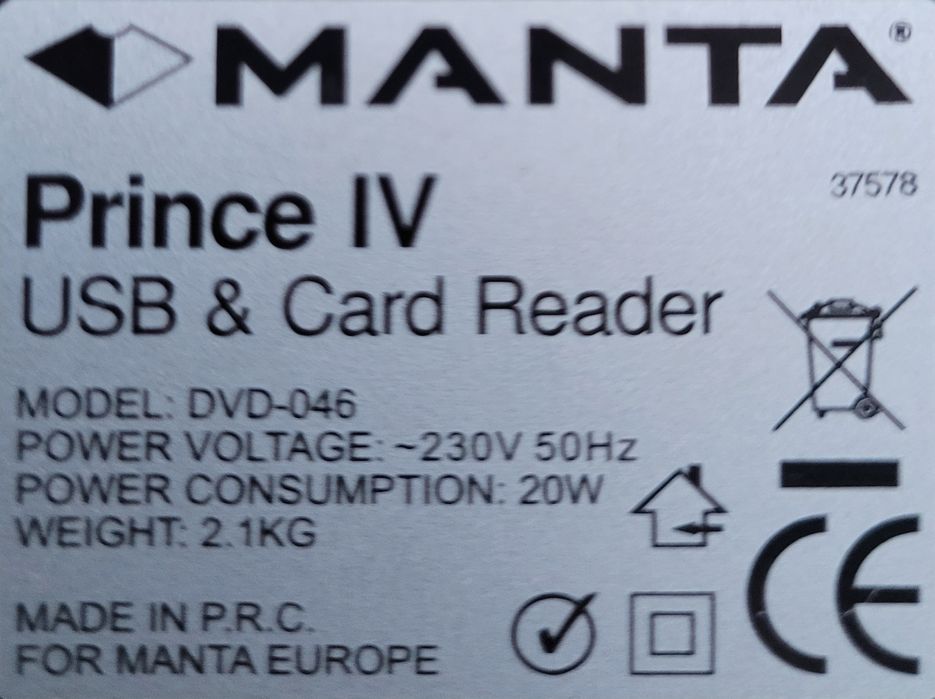 MANTA®
Prince IV
37578
USB & Card Reader
MODEL: DVD-046
POWER VOLTAGE: ~230V 50Hz
POWER CONSUMPTION: 20W
WEIGHT: 2.1KG
CE
MADE IN P.R.C.
FOR MANTA EUROPE